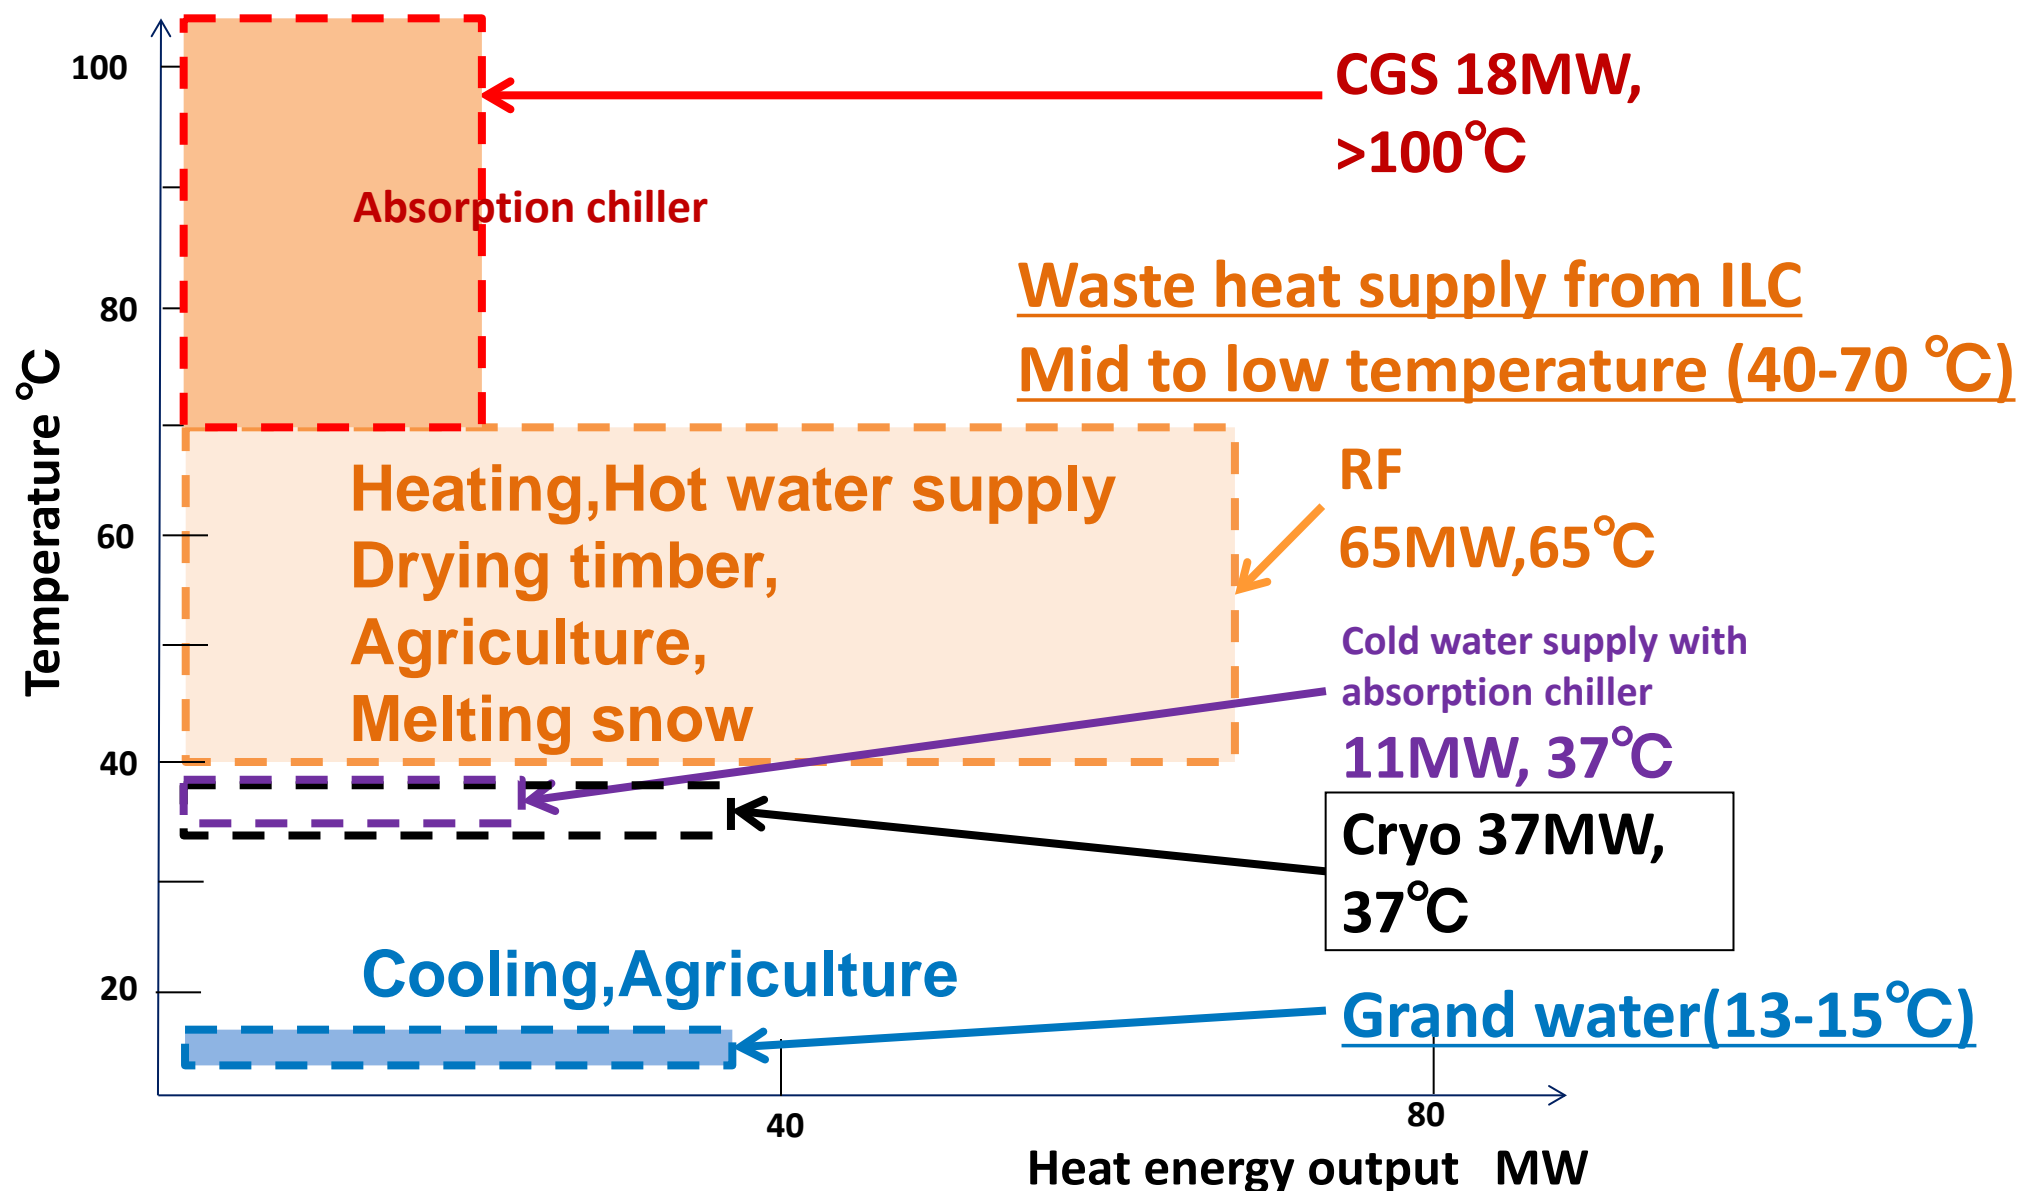 100
80
60
40
20
Temperature ℃
CGS 18MW,
>100℃
Absorption chiller
Waste heat supply from ILC
Mid to low temperature (40-70 ℃)
Heating,Hot water supply
Drying timber,
Agriculture,
Melting snow
RF
65MW,65℃
Cold water supply with
absorption chiller
11MW, 37℃
Cryo 37MW,
37℃
Cooling,Agriculture
Grand water(13-15℃)
40
80
Heat energy output MW